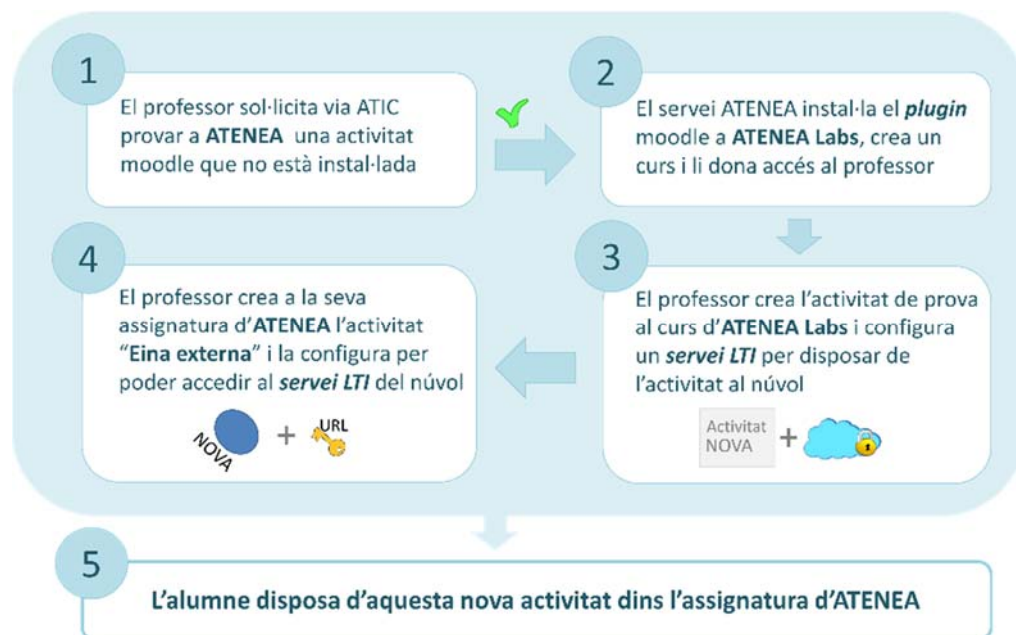 1
El professor sol·licita via ATIC
provar a ATENEA una activitat
moodle que no està instal·lada
2
El servei ATENEA instal·la el plugin
moodle a ATENEA Labs, crea un
curs i li dona accés al professor
3
El professor crea l'activitat de prova
al curs d'ATENEA Labs i configura
un servei LTI per disposar de
l'activitat al núvol
Activitat
NOVA
+
4
El professor crea a la seva
assignatura d'ATENEA l'activitat
"Eina externa" i la configura per
poder accedir al servei LTI del núvol
NOVA
+
URL
5
L'alumne disposa d'aquesta nova activitat dins l'assignatura d'ATENEA